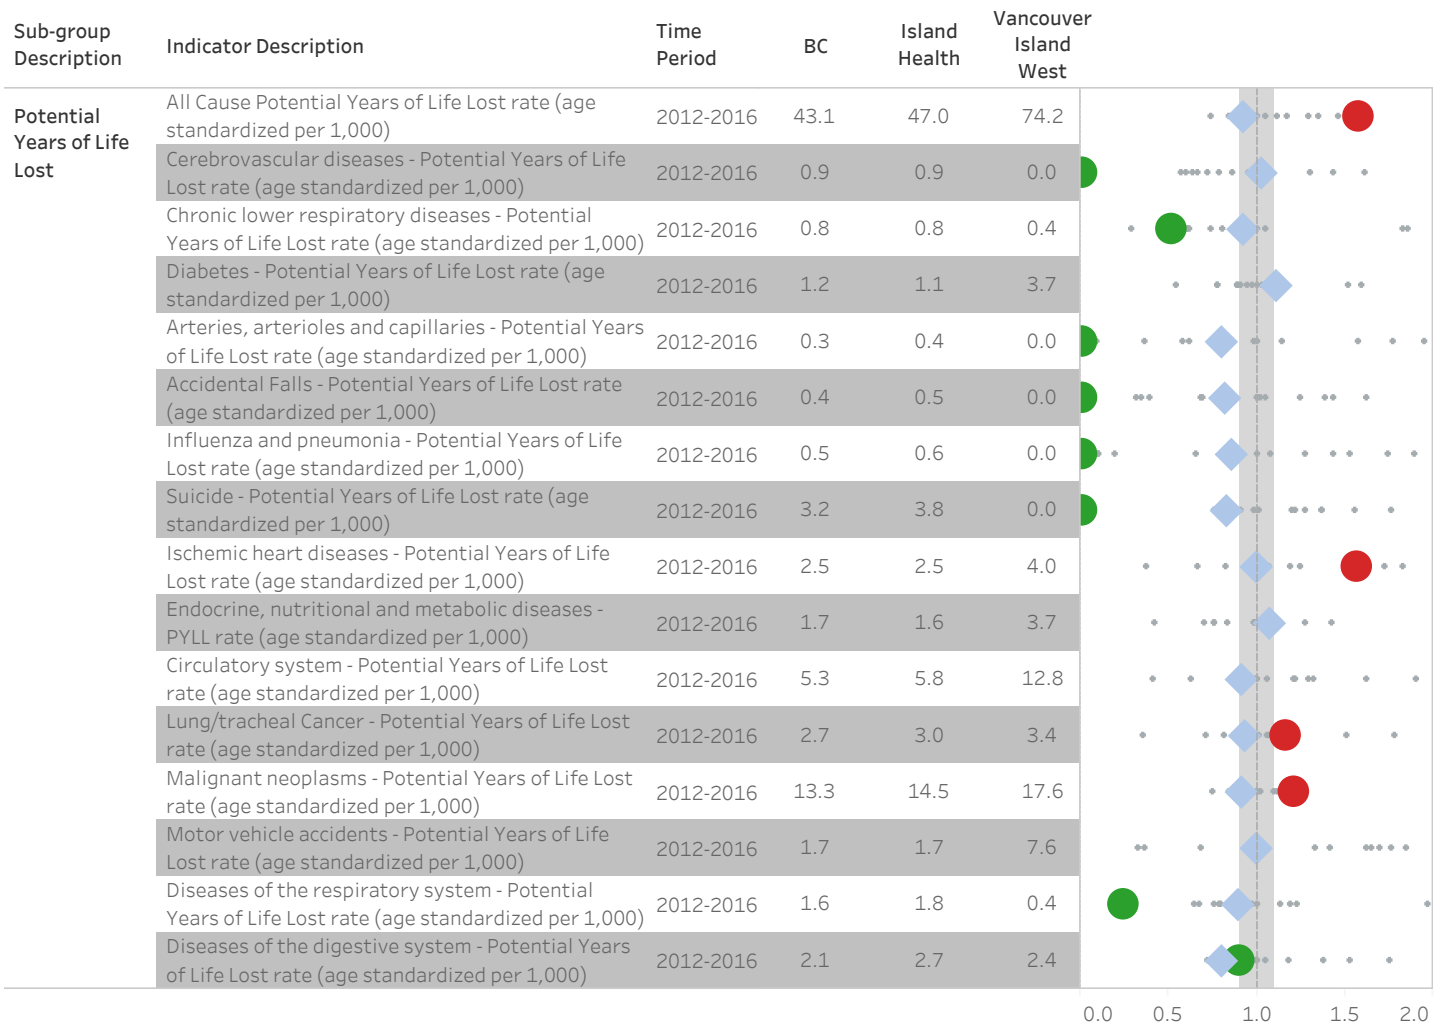 Sub-group
Description
Indicator Description
Time
Period
BC
Island
Health
Vancouver
Island
West
Potential
Years of Life
Lost
All Cause Potential Years of Life Lost rate (age
standardized per 1,000)
2012-2016 43.1 47.0 74.2
Cerebrovascular diseases - Potential Years of Life
Lost rate (age standardized per 1,000)
2012-2016 0.9 0.9 0.0
Chronic lower respiratory diseases - Potential
Years of Life Lost rate (age standardized per 1,000)
2012-2016 0.8 0.8 0.4
Diabetes - Potential Years of Life Lost rate (age
standardized per 1,000)
2012-2016 1.2 1.1 3.7
Arteries, arterioles and capillaries - Potential Years
of Life Lost rate (age standardized per 1,000)
2012-2016 0.3 0.4 0.0
Accidental Falls - Potential Years of Life Lost rate
(age standardized per 1,000)
2012-2016 0.4 0.5 0.0
Influenza and pneumonia - Potential Years of Life
Lost rate (age standardized per 1,000)
2012-2016 0.5 0.6 0.0
Suicide - Potential Years of Life Lost rate (age
standardized per 1,000)
2012-2016 3.2 3.8 0.0
Ischemic heart diseases - Potential Years of Life
Lost rate (age standardized per 1,000)
2012-2016 2.5 2.5 4.0
Endocrine, nutritional and metabolic diseases -
PYLL rate (age standardized per 1,000)
2012-2016 1.7 1.6 3.7
Circulatory system - Potential Years of Life Lost
rate (age standardized per 1,000)
2012-2016 5.3 5.8 12.8
Lung/tracheal Cancer - Potential Years of Life Lost
rate (age standardized per 1,000)
2012-2016 2.7 3.0 3.4
Malignant neoplasms - Potential Years of Life Lost
rate (age standardized per 1,000)
2012-2016 13.3 14.5 17.6
Motor vehicle accidents - Potential Years of Life
Lost rate (age standardized per 1,000)
2012-2016 1.7 1.7 7.6
Diseases of the respiratory system - Potential
Years of Life Lost rate (age standardized per 1,000)
2012-2016 1.6 1.8 0.4
Diseases of the digestive system - Potential Years
of Life Lost rate (age standardized per 1,000)
2012-2016 2.1 2.7 2.4
0.0 0.5 1.0 1.5 2.0